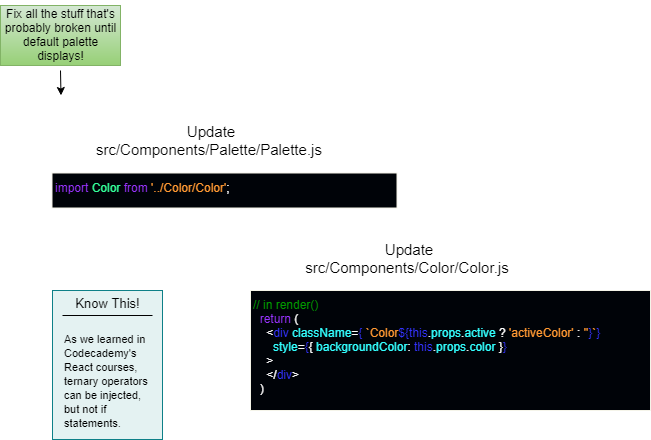 Fix all the stuff that's
probably broken until
default palette
displays!
Update
src/Components/Palette/Palette.js
import Color from '../Color/Color';
Update
src/Components/Color/Color.js
// in render()
return (
<div className={ `Color${this.props.active ? 'activeColor' : ''}`}
style={{ backgroundColor: this.props.color }}
>
</div>
)
Know This!
As we learned in
Codecademy's
React courses,
ternary operators
can be injected,
but not if
statements.